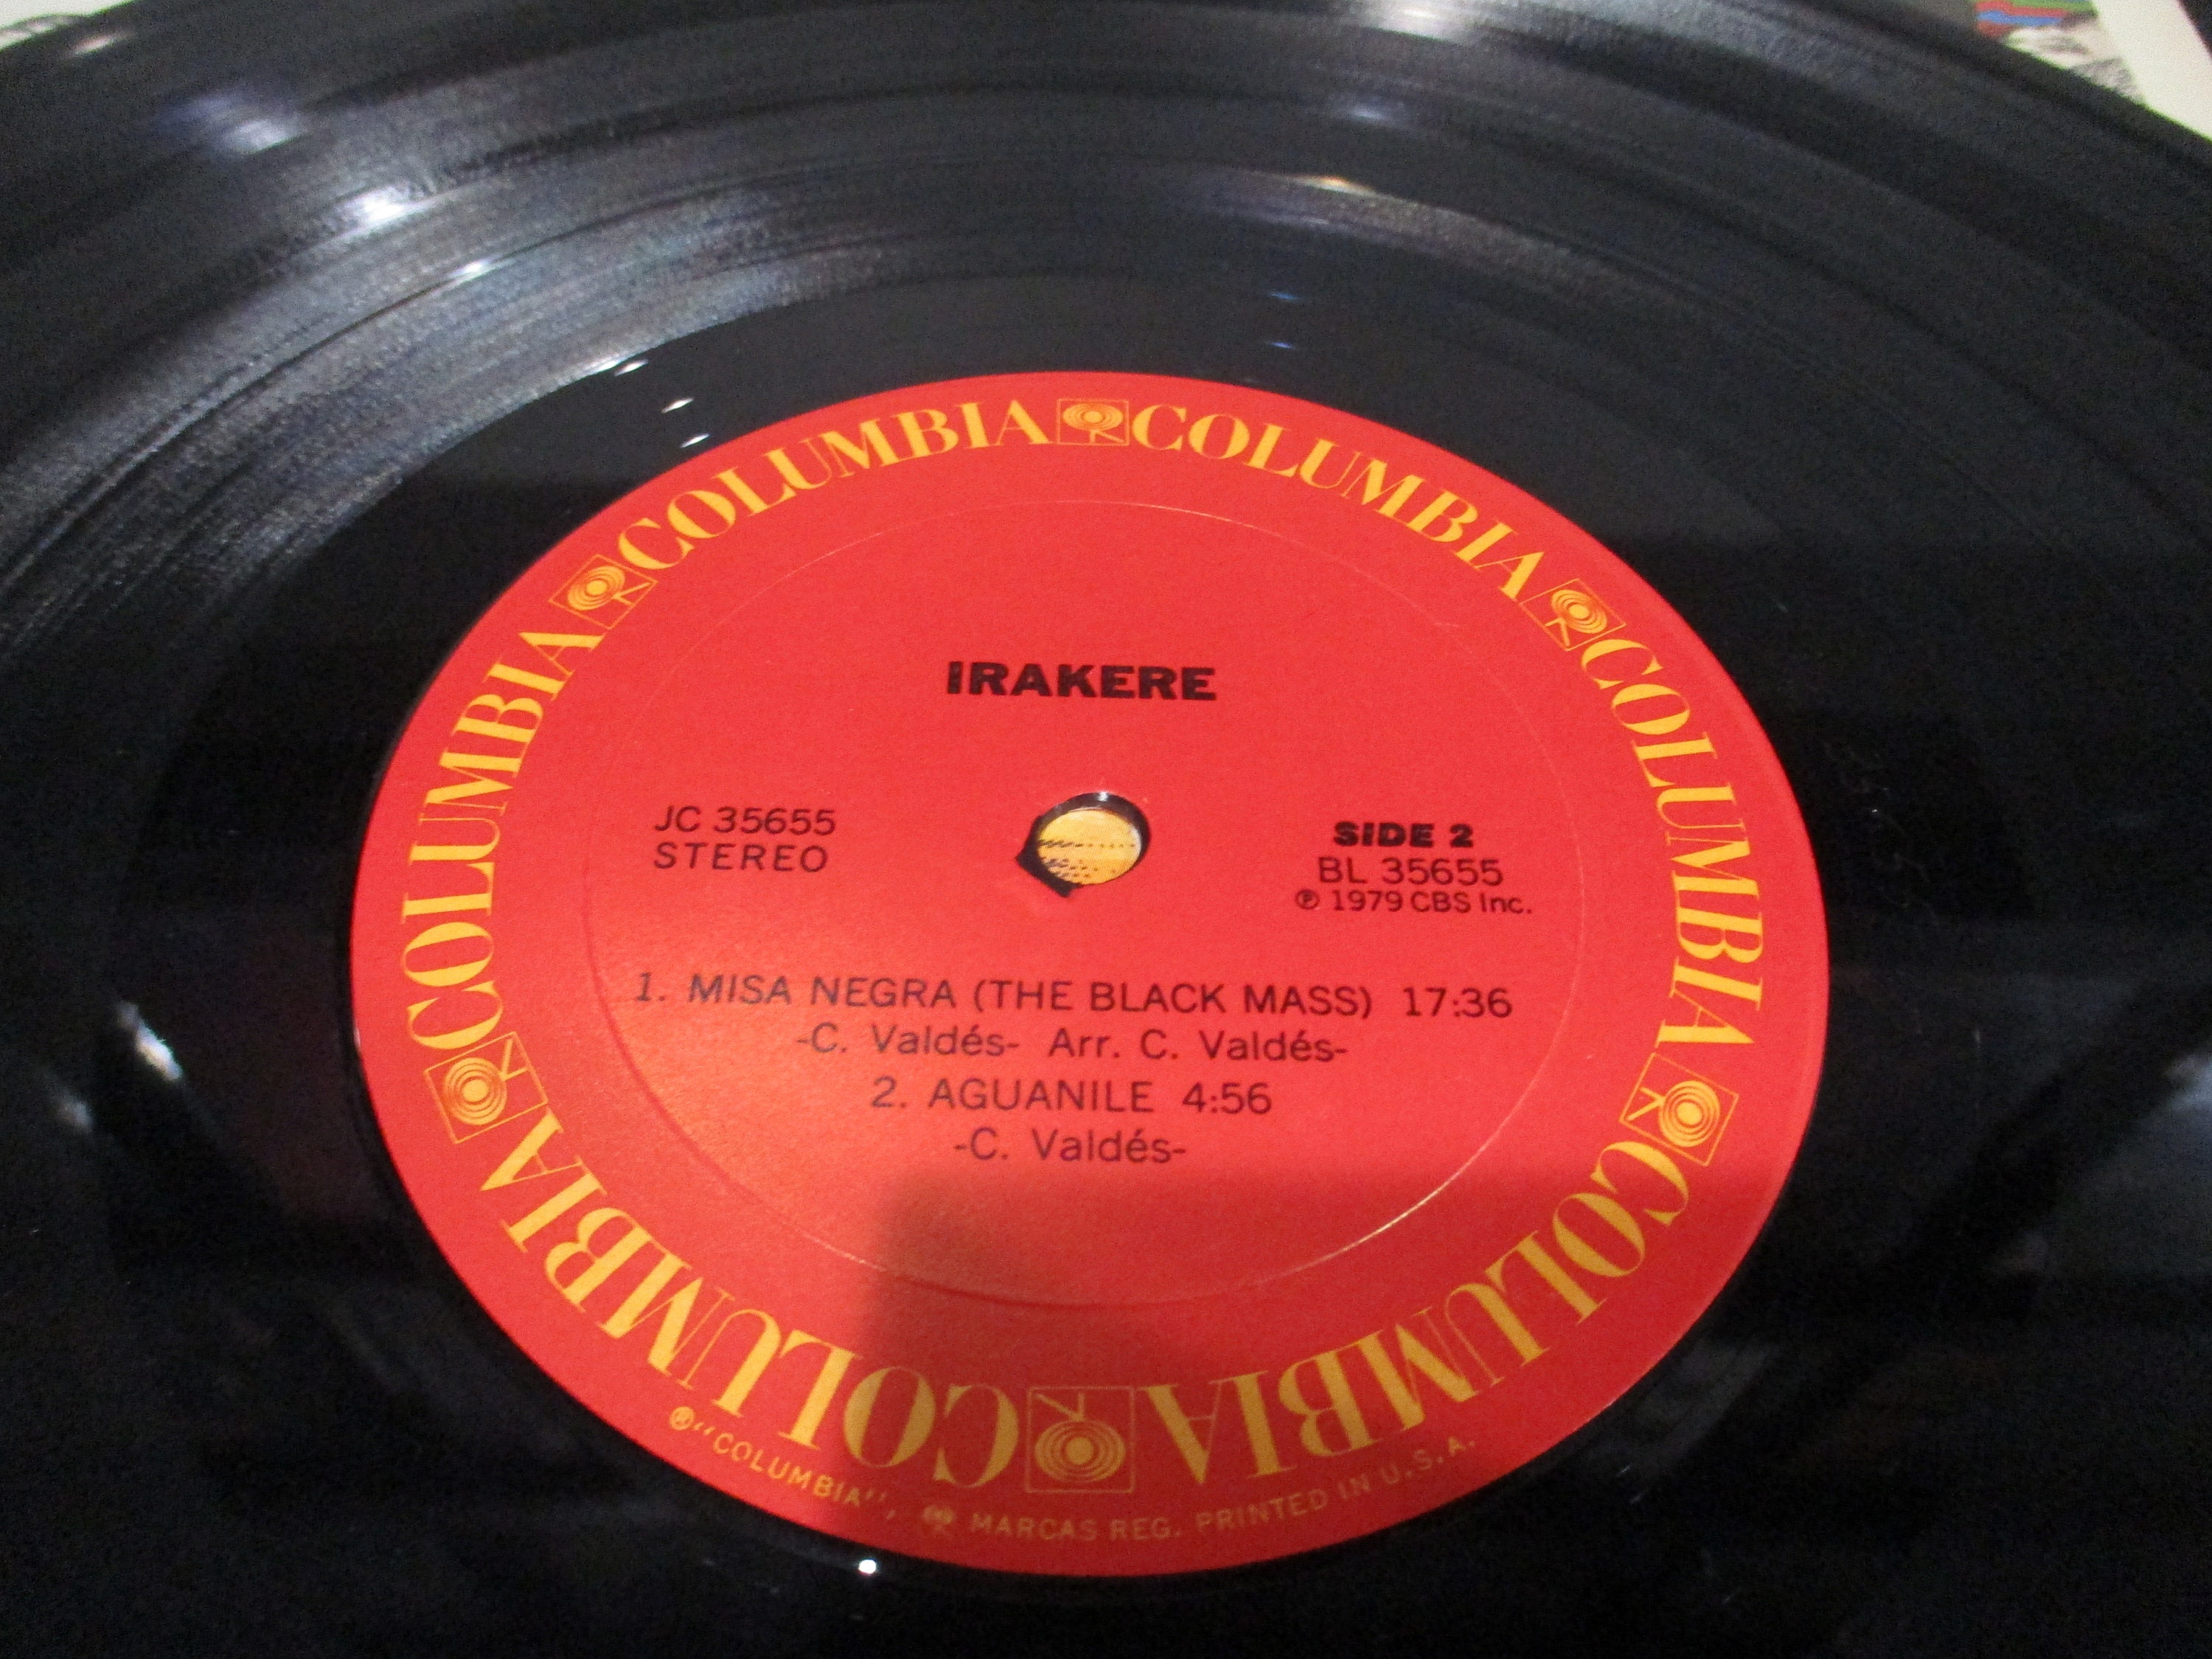 COLUMBIA COLUMBIA COLUMBIA COLUMBIA COLUMBIA COLUMBIA
IRAKERE
JC 35655
STEREO
SIDE 2
BL 35655
℗ 1979 CBS Inc.
1. MISA NEGRA (THE BLACK MASS) 17:36
-C. Valdés- Arr. C. Valdés-
2. AGUANILE 4:56
-C. Valdés-
®"COLUMBIA", MARCAS REG. PRINTED IN U.S.A.